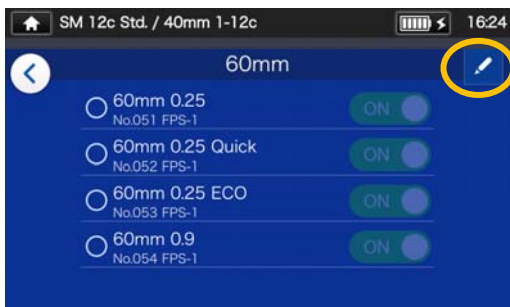 SM 12c Std. / 40mm 1-12c 16:24
60mm
60mm 0.25
No.051 FPS-1
ON
60mm 0.25 Quick
No.052 FPS-1
ON
60mm 0.25 ECO
No.053 FPS-1
ON
60mm 0.9
No.054 FPS-1
ON